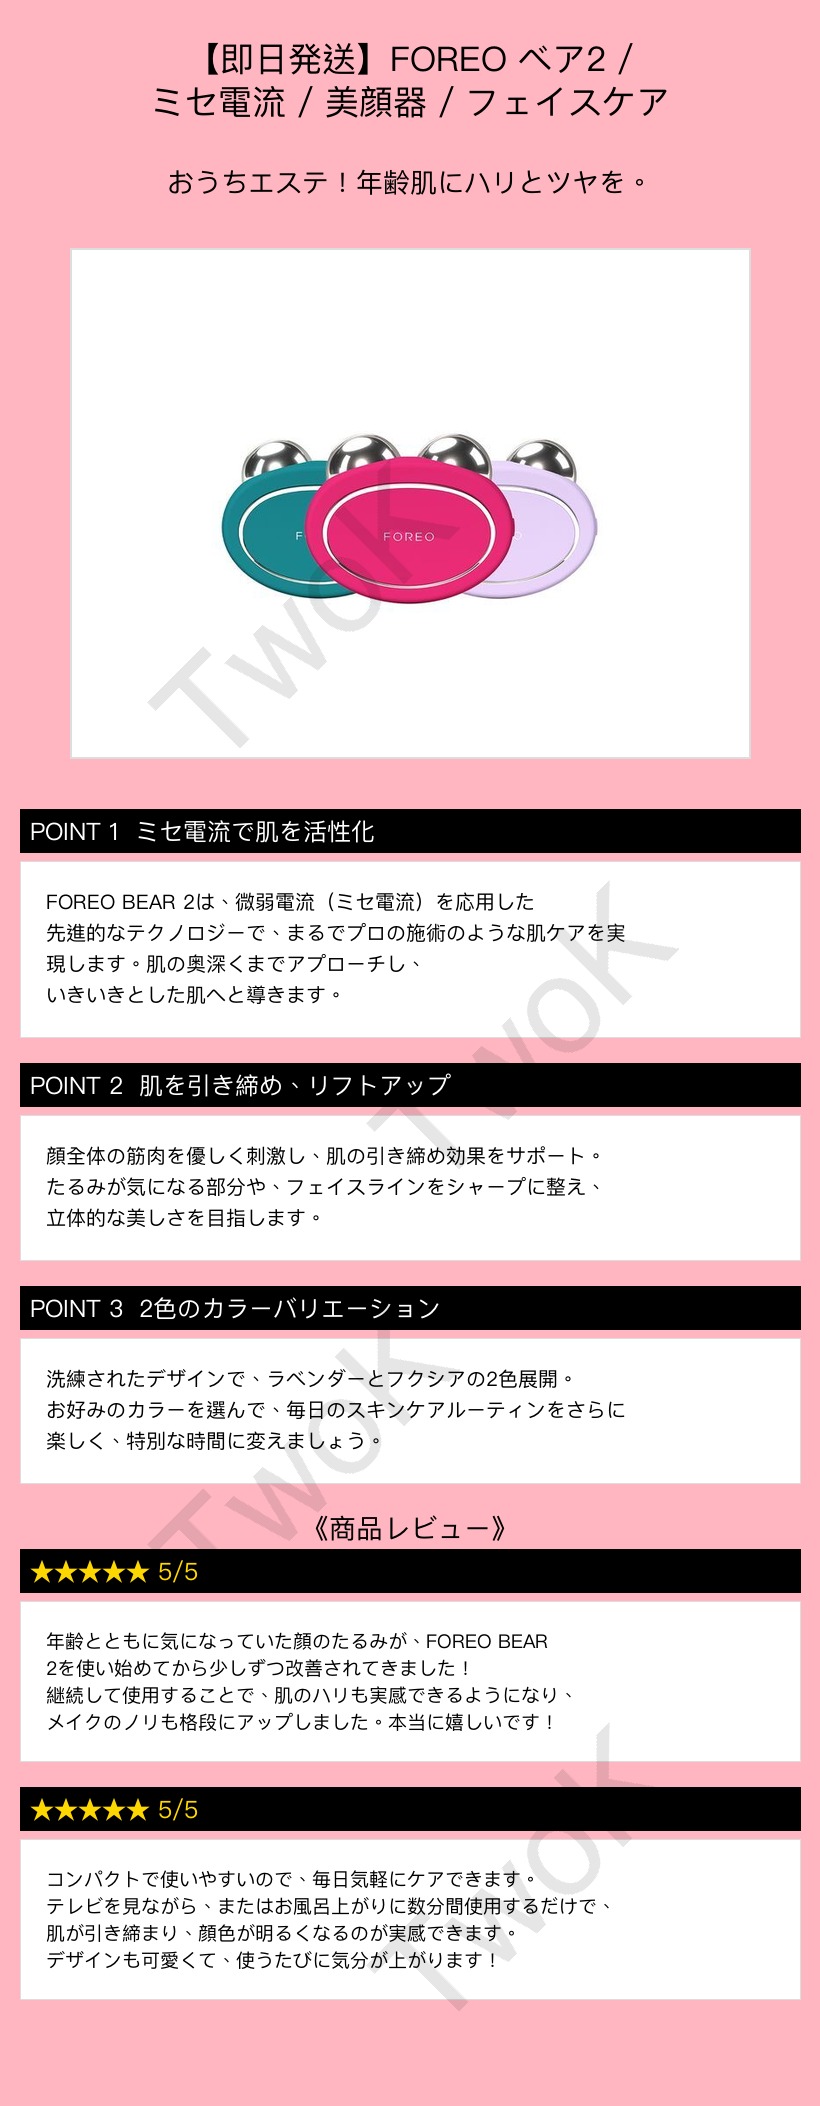 【即日発送】FOREO ベア2 /
ミセ電流 / 美顔器 / フェイスケア
おうちエステ！年齢肌にハリとツヤを。
F
FOREO
O
TwoK
POINT 1 ミセ電流で肌を活性化
FOREO BEAR 2は、微弱電流（ミセ電流）を応用した
先進的なテクノロジーで、まるでプロの施術のような肌ケアを実
現します。肌の奥深くまでアプローチし、
いきいきとした肌へと導きます。
TwoK
POINT 2 肌を引き締め、リフトアップ
顔全体の筋肉を優しく刺激し、肌の引き締め効果をサポート。
たるみが気になる部分や、フェイスラインをシャープに整え、
立体的な美しさを目指します。
POINT 3 2色のカラーバリエーション
洗練されたデザインで、ラベンダーとフクシアの2色展開。
お好みのカラーを選んで、毎日のスキンケアルーティンをさらに
楽しく、特別な時間に変えましょう。
TwoK
《商品レビュー》
★★★★★ 5/5
年齢とともに気になっていた顔のたるみが、FOREO BEAR
2を使い始めてから少しずつ改善されてきました！
継続して使用することで、肌のハリも実感できるようになり、
メイクのノリも格段にアップしました。本当に嬉しいです！
★★★★★ 5/5
コンパクトで使いやすいので、毎日気軽にケアできます。
テレビを見ながら、またはお風呂上がりに数分間使用するだけで、
肌が引き締まり、顔色が明るくなるのが実感できます。
デザインも可愛くて、使うたびに気分が上がります！
TwoK